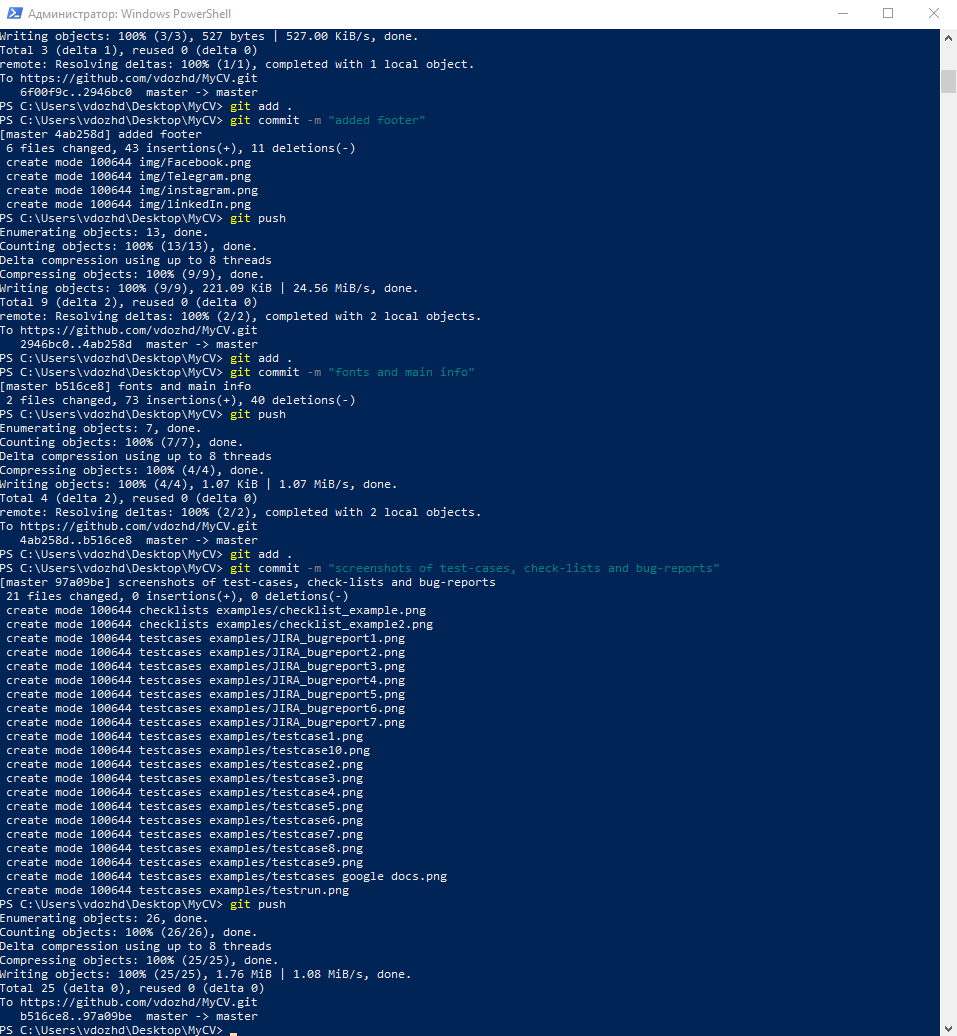 Администратор: Windows PowerShell
Writing objects: 100% (3/3), 527 bytes | 527.00 KiB/s, done.
Total 3 (delta 1), reused 0 (delta 0)
remote: Resolving deltas: 100% (1/1), completed with 1 local object.
To https://github.com/vdozhd/MyCV.git
   6f00f9c..2946bc0  master -> master
PS C:\Users\vdozhd\Desktop\MyCV> git add .
PS C:\Users\vdozhd\Desktop\MyCV> git commit -m "added footer"
[master 4ab258d] added footer
 6 files changed, 43 insertions(+), 11 deletions(-)
 create mode 100644 img/Facebook.png
 create mode 100644 img/Telegram.png
 create mode 100644 img/instagram.png
 create mode 100644 img/linkedIn.png
PS C:\Users\vdozhd\Desktop\MyCV> git push
Enumerating objects: 13, done.
Counting objects: 100% (13/13), done.
Delta compression using up to 8 threads
Compressing objects: 100% (9/9), done.
Writing objects: 100% (9/9), 221.09 KiB | 24.56 MiB/s, done.
Total 9 (delta 2), reused 0 (delta 0)
remote: Resolving deltas: 100% (2/2), completed with 2 local objects.
To https://github.com/vdozhd/MyCV.git
   2946bc0..4ab258d  master -> master
PS C:\Users\vdozhd\Desktop\MyCV> git add .
PS C:\Users\vdozhd\Desktop\MyCV> git commit -m "fonts and main info"
[master b516ce8] fonts and main info
 2 files changed, 73 insertions(+), 40 deletions(-)
PS C:\Users\vdozhd\Desktop\MyCV> git push
Enumerating objects: 7, done.
Counting objects: 100% (7/7), done.
Delta compression using up to 8 threads
Compressing objects: 100% (4/4), done.
Writing objects: 100% (4/4), 1.07 KiB | 1.07 MiB/s, done.
Total 4 (delta 2), reused 0 (delta 0)
remote: Resolving deltas: 100% (2/2), completed with 2 local objects.
To https://github.com/vdozhd/MyCV.git
   4ab258d..b516ce8  master -> master
PS C:\Users\vdozhd\Desktop\MyCV> git add .
PS C:\Users\vdozhd\Desktop\MyCV> git commit -m "screenshots of test-cases, check-lists and bug-reports"
[master 97a09be] screenshots of test-cases, check-lists and bug-reports
 21 files changed, 0 insertions(+), 0 deletions(-)
 create mode 100644 checklists examples/checklist_example.png
 create mode 100644 checklists examples/checklist_example2.png
 create mode 100644 testcases examples/JIRA_bugreport1.png
 create mode 100644 testcases examples/JIRA_bugreport2.png
 create mode 100644 testcases examples/JIRA_bugreport3.png
 create mode 100644 testcases examples/JIRA_bugreport4.png
 create mode 100644 testcases examples/JIRA_bugreport5.png
 create mode 100644 testcases examples/JIRA_bugreport6.png
 create mode 100644 testcases examples/JIRA_bugreport7.png
 create mode 100644 testcases examples/testcase1.png
 create mode 100644 testcases examples/testcase10.png
 create mode 100644 testcases examples/testcase2.png
 create mode 100644 testcases examples/testcase3.png
 create mode 100644 testcases examples/testcase4.png
 create mode 100644 testcases examples/testcase5.png
 create mode 100644 testcases examples/testcase6.png
 create mode 100644 testcases examples/testcase7.png
 create mode 100644 testcases examples/testcase8.png
 create mode 100644 testcases examples/testcase9.png
 create mode 100644 testcases examples/testcases google docs.png
 create mode 100644 testcases examples/testrun.png
PS C:\Users\vdozhd\Desktop\MyCV> git push
Enumerating objects: 26, done.
Counting objects: 100% (26/26), done.
Delta compression using up to 8 threads
Compressing objects: 100% (25/25), done.
Writing objects: 100% (25/25), 1.76 MiB | 1.08 MiB/s, done.
Total 25 (delta 0), reused 0 (delta 0)
To https://github.com/vdozhd/MyCV.git
   b516ce8..97a09be  master -> master
PS C:\Users\vdozhd\Desktop\MyCV> _